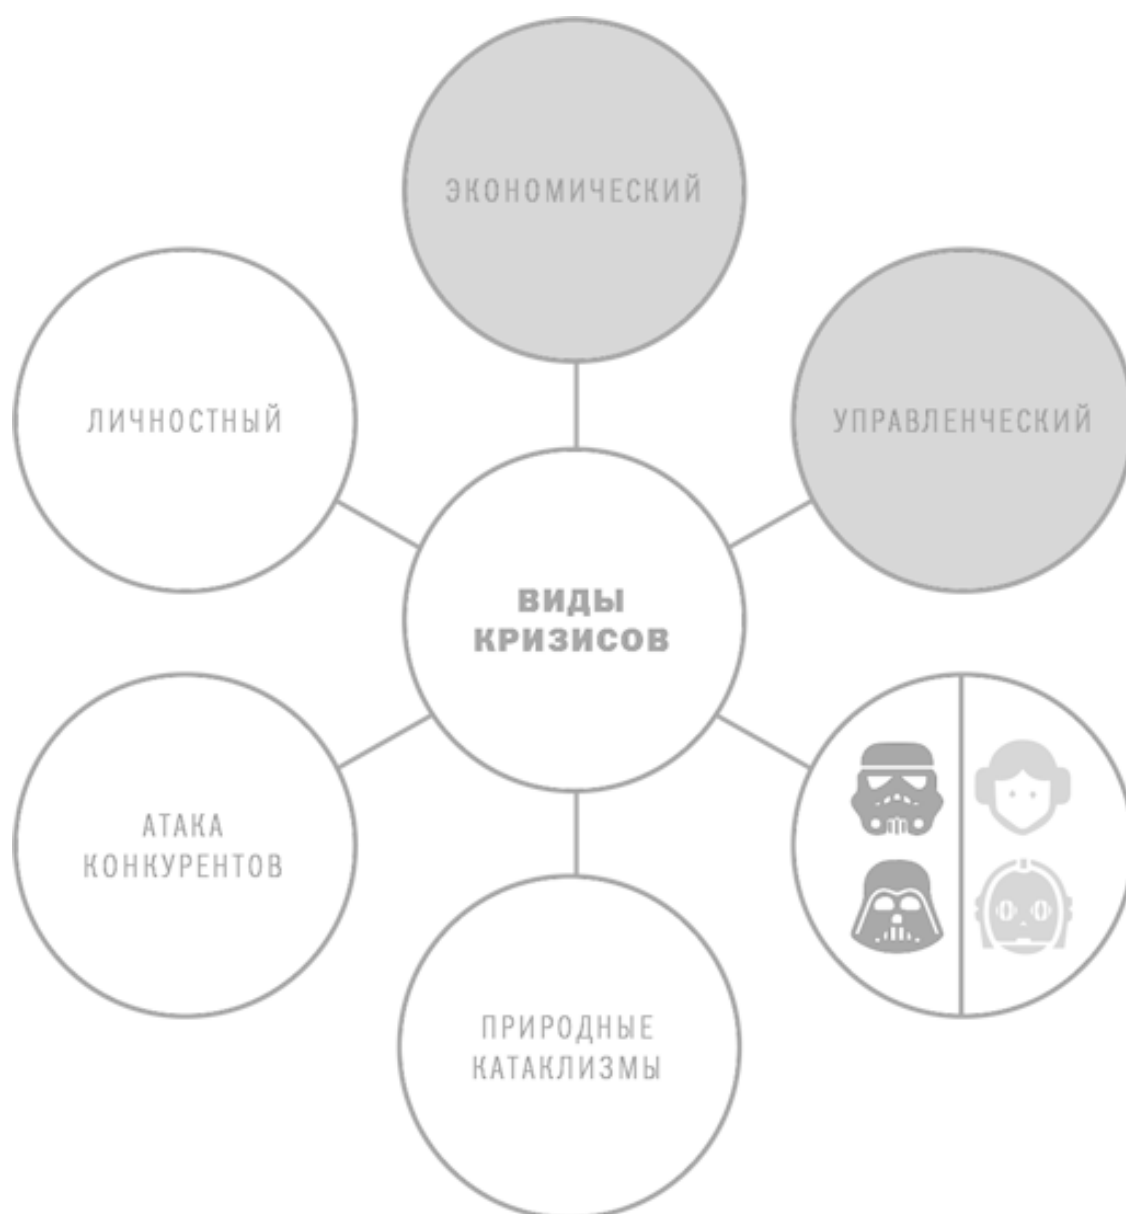 ЭКОНОМИЧЕСКИЙ
ЛИЧНОСТНЫЙ
УПРАВЛЕНЧЕСКИЙ
ВИДЫ
КРИЗИСОВ
АТАКА
КОНКУРЕНТОВ
ПРИРОДНЫЕ
КАТАКЛИЗМЫ